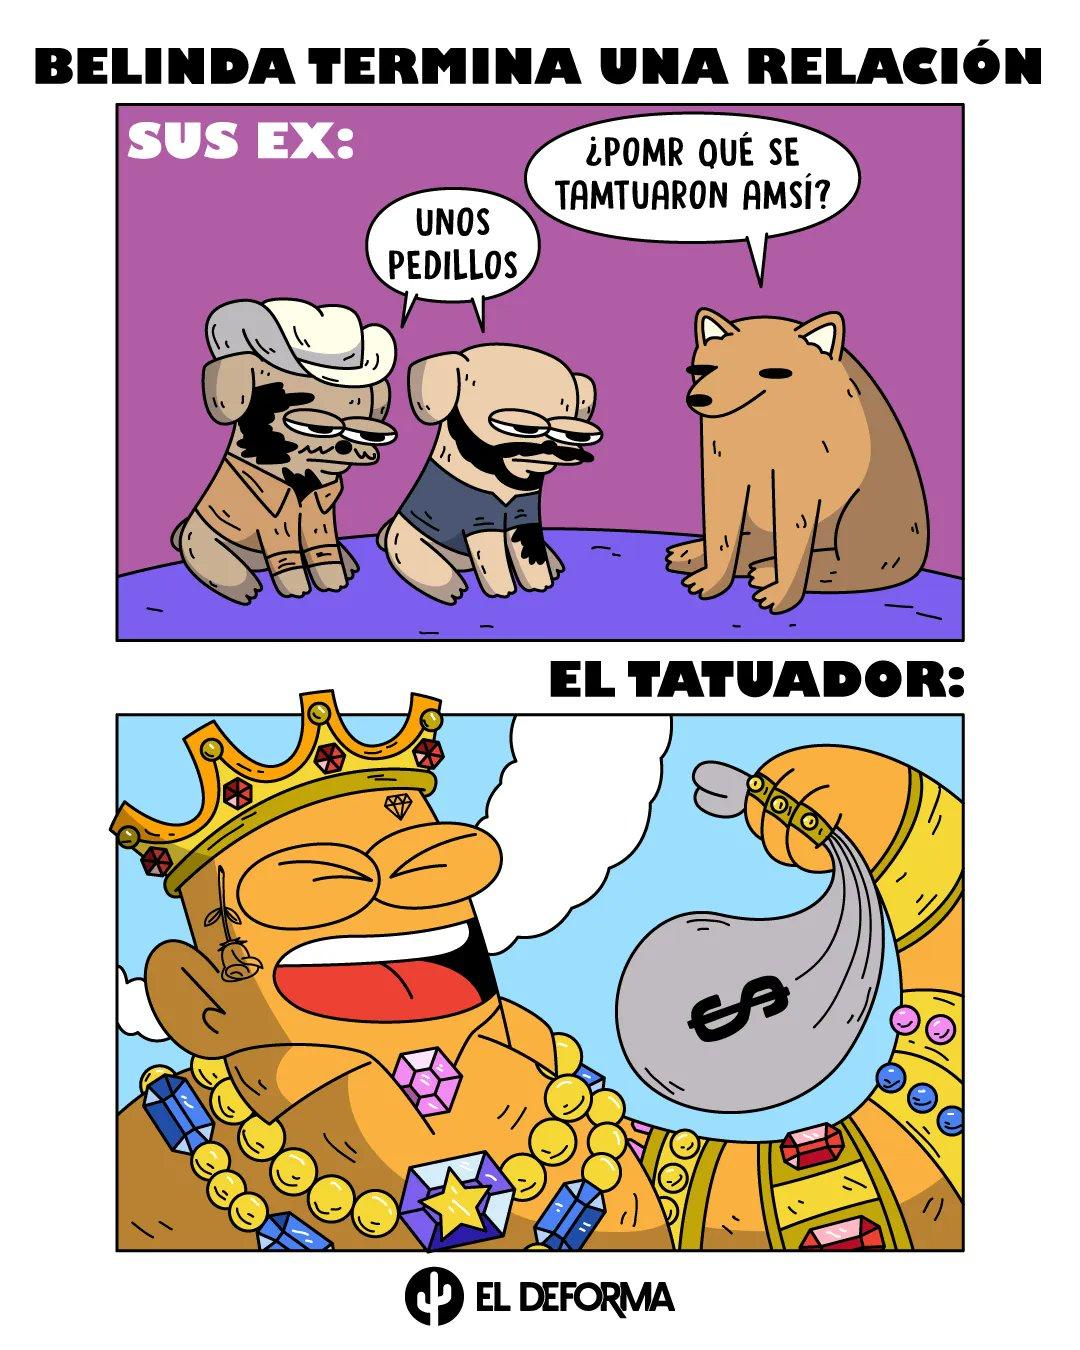 BELINDA TERMINA UNA RELACIÓN
SUS EX:
UNOS
PEDILLOS
¿POMR QUÉ SE
TAMTUARON AMSÍ?
EL TATUADOR:
$
EL DEFORMA